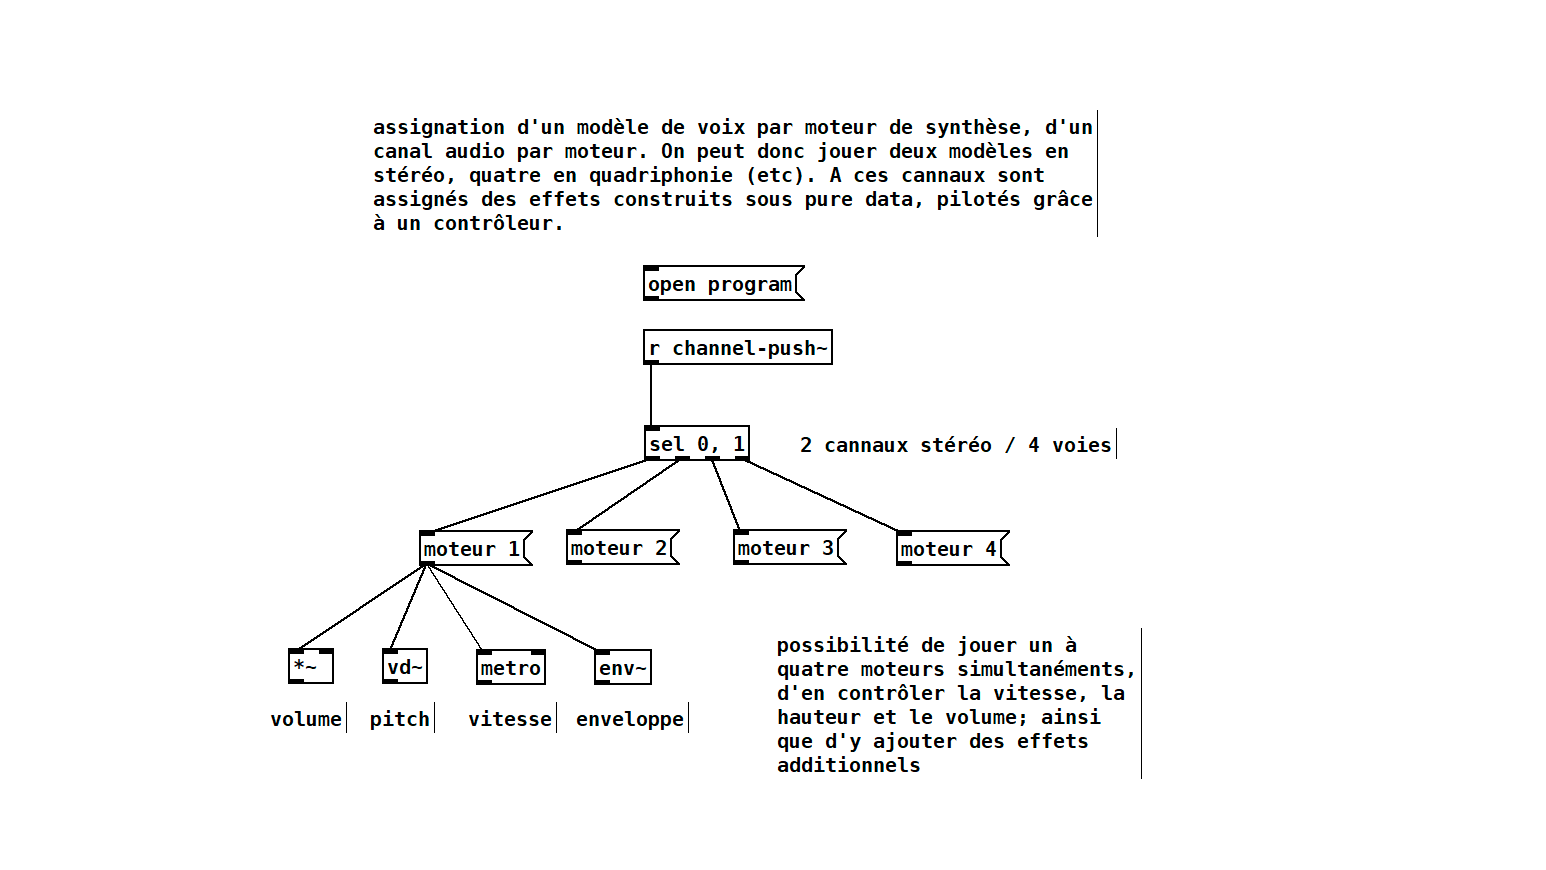 assignation d'un modèle de voix par moteur de synthèse, d'un
canal audio par moteur. On peut donc jouer deux modèles en
stéréo, quatre en quadriphonie (etc). A ces cannaux sont
assignés des effets construits sous pure data, pilotés grâce
à un contrôleur.
open program
r channel-push~
sel 0, 1
2 cannaux stéréo / 4 voies
moteur 1
moteur 2
moteur 3
moteur 4
*~
vd~
metro
env~
volume
pitch
vitesse
enveloppe
possibilité de jouer un à
quatre moteurs simultanéments,
d'en contrôler la vitesse, la
hauteur et le volume; ainsi
que d'y ajouter des effets
additionnels